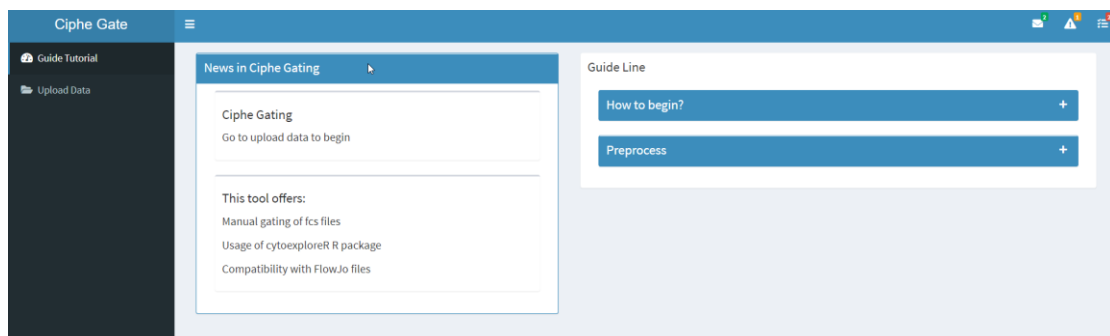 Ciphe Gate
2
1
Guide Tutorial
Upload Data
News in Ciphe Gating
Ciphe Gating
Go to upload data to begin
This tool offers:
Manual gating of fcs files
Usage of cytoexploreR R package
Compatibility with FlowJo files
Guide Line
How to begin? +
Preprocess +